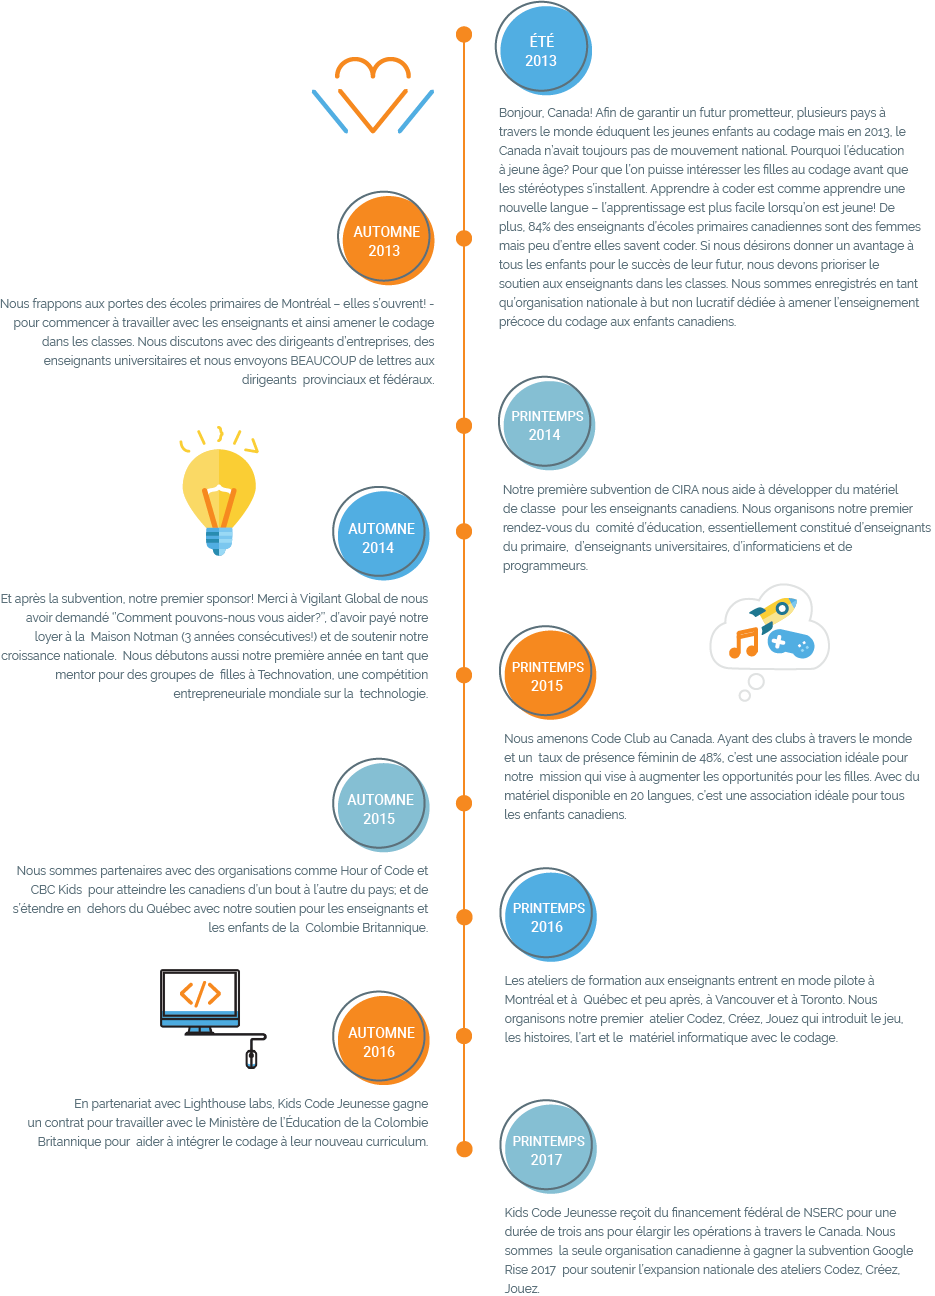 ÉTÉ
2013
Bonjour, Canada! Afin de garantir un futur prometteur, plusieurs pays à
travers le monde éduquent les jeunes enfants au codage mais en 2013, le
Canada n'avait toujours pas de mouvement national. Pourquoi l'éducation
à jeune âge? Pour que l'on puisse intéresser les filles au codage avant que
les stéréotypes s'installent. Apprendre à coder est comme apprendre une
nouvelle langue – l'apprentissage est plus facile lorsqu'on est jeune! De
plus, 84% des enseignants d'écoles primaires canadiennes sont des femmes
mais peu d'entre elles savent coder. Si nous désirons donner un avantage à
tous les enfants pour le succès de leur futur, nous devons prioriser le
soutien aux enseignants dans les classes. Nous sommes enregistrés en tant
qu'organisation nationale à but non lucratif dédiée à amener l'enseignement
précoce du codage aux enfants canadiens.
AUTOMNE
2013
Nous frappons aux portes des écoles primaires de Montréal – elles s'ouvrent! -
pour commencer à travailler avec les enseignants et ainsi amener le codage
dans les classes. Nous discutons avec des dirigeants d'entreprises, des
enseignants universitaires et nous envoyons BEAUCOUP de lettres aux
dirigeants  provinciaux et fédéraux.
PRINTEMPS
2014
Notre première subvention de CIRA nous aide à développer du matériel
de classe  pour les enseignants canadiens. Nous organisons notre premier
rendez-vous du  comité d'éducation, essentiellement constitué d'enseignants
du primaire,  d'enseignants universitaires, d'informaticiens et de
programmeurs.
AUTOMNE
2014
Et après la subvention, notre premier sponsor! Merci à Vigilant Global de nous
avoir demandé "Comment pouvons-nous vous aider?", d'avoir payé notre
loyer à la  Maison Notman (3 années consécutives!) et de soutenir notre
croissance nationale.  Nous débutons aussi notre première année en tant que
mentor pour des groupes de  filles à Technovation, une compétition
entrepreneuriale mondiale sur la  technologie.
PRINTEMPS
2015
Nous amenons Code Club au Canada. Ayant des clubs à travers le monde
et un  taux de présence féminin de 48%, c'est une association idéale pour
notre  mission qui vise à augmenter les opportunités pour les filles. Avec du
matériel disponible en 20 langues, c'est une association idéale pour tous
les enfants canadiens.
AUTOMNE
2015
Nous sommes partenaires avec des organisations comme Hour of Code et
CBC Kids  pour atteindre les canadiens d'un bout à l'autre du pays; et de
s'étendre en  dehors du Québec avec notre soutien pour les enseignants et
les enfants de la  Colombie Britannique.
PRINTEMPS
2016
Les ateliers de formation aux enseignants entrent en mode pilote à
Montréal et à  Québec et peu après, à Vancouver et à Toronto. Nous
organisons notre premier  atelier Codez, Créez, Jouez qui introduit le jeu,
les histoires, l'art et le  matériel informatique avec le codage.
AUTOMNE
2016
En partenariat avec Lighthouse labs, Kids Code Jeunesse gagne
un contrat pour travailler avec le Ministère de l'Éducation de la Colombie
Britannique pour  aider à intégrer le codage à leur nouveau curriculum.
PRINTEMPS
2017
Kids Code Jeunesse reçoit du financement fédéral de NSERC pour une
durée de trois ans pour élargir les opérations à travers le Canada. Nous
sommes  la seule organisation canadienne à gagner la subvention Google
Rise 2017  pour soutenir l'expansion nationale des ateliers Codez, Créez,
Jouez.